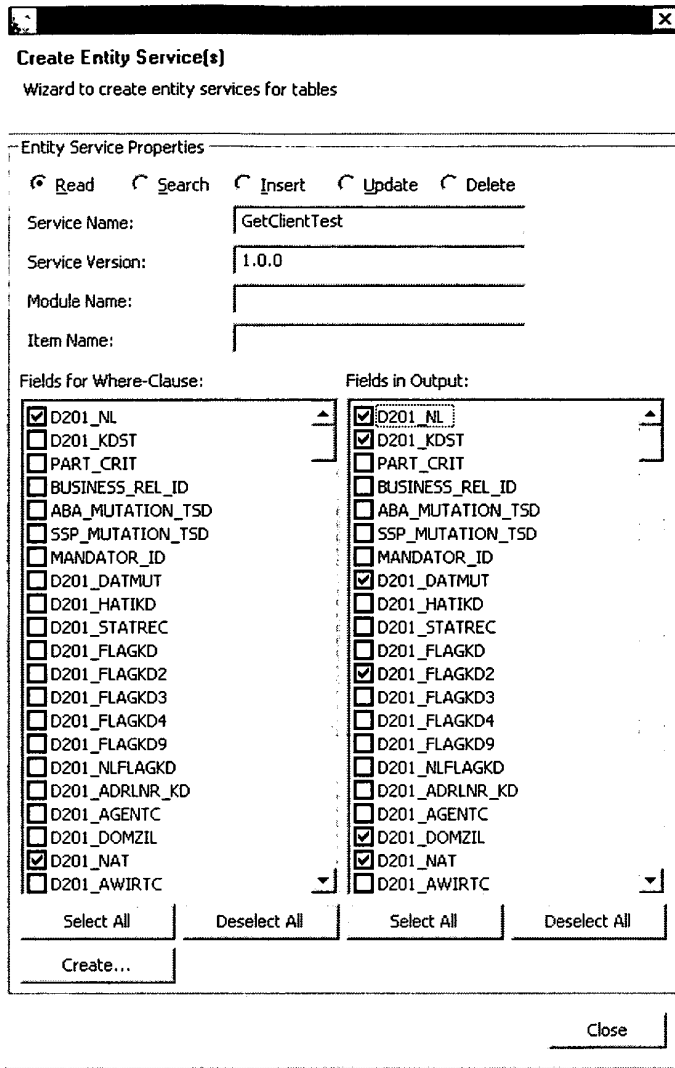 Create Entity Service(s)
Wizard to create entity services for tables
Entity Service Properties
Read Search Insert Update Delete
Service Name: GetClientTest
Service Version: 1.0.0
Module Name:
Item Name:
Fields for Where-Clause: Fields in Output:
D201_NL D201_NL
D201_KDST D201_KDST
PART_CRIT PART_CRIT
BUSINESS_REL_ID BUSINESS_REL_ID
ABA_MUTATION_TSD ABA_MUTATION_TSD
SSP_MUTATION_TSD SSP_MUTATION_TSD
MANDATOR_ID MANDATOR_ID
D201_DATMUT D201_DATMUT
D201_HATIKD D201_HATIKD
D201_STATREC D201_STATREC
D201_FLAGKD D201_FLAGKD
D201_FLAGKD2 D201_FLAGKD2
D201_FLAGKD3 D201_FLAGKD3
D201_FLAGKD4 D201_FLAGKD4
D201_FLAGKD9 D201_FLAGKD9
D201_NLFLAGKD D201_NLFLAGKD
D201_ADRLNR_KD D201_ADRLNR_KD
D201_AGENTC D201_AGENTC
D201_DOMZIL D201_DOMZIL
D201_NAT D201_NAT
D201_AWIRTC D201_AWIRTC
Select All Deselect All Select All Deselect All
Create...
Close